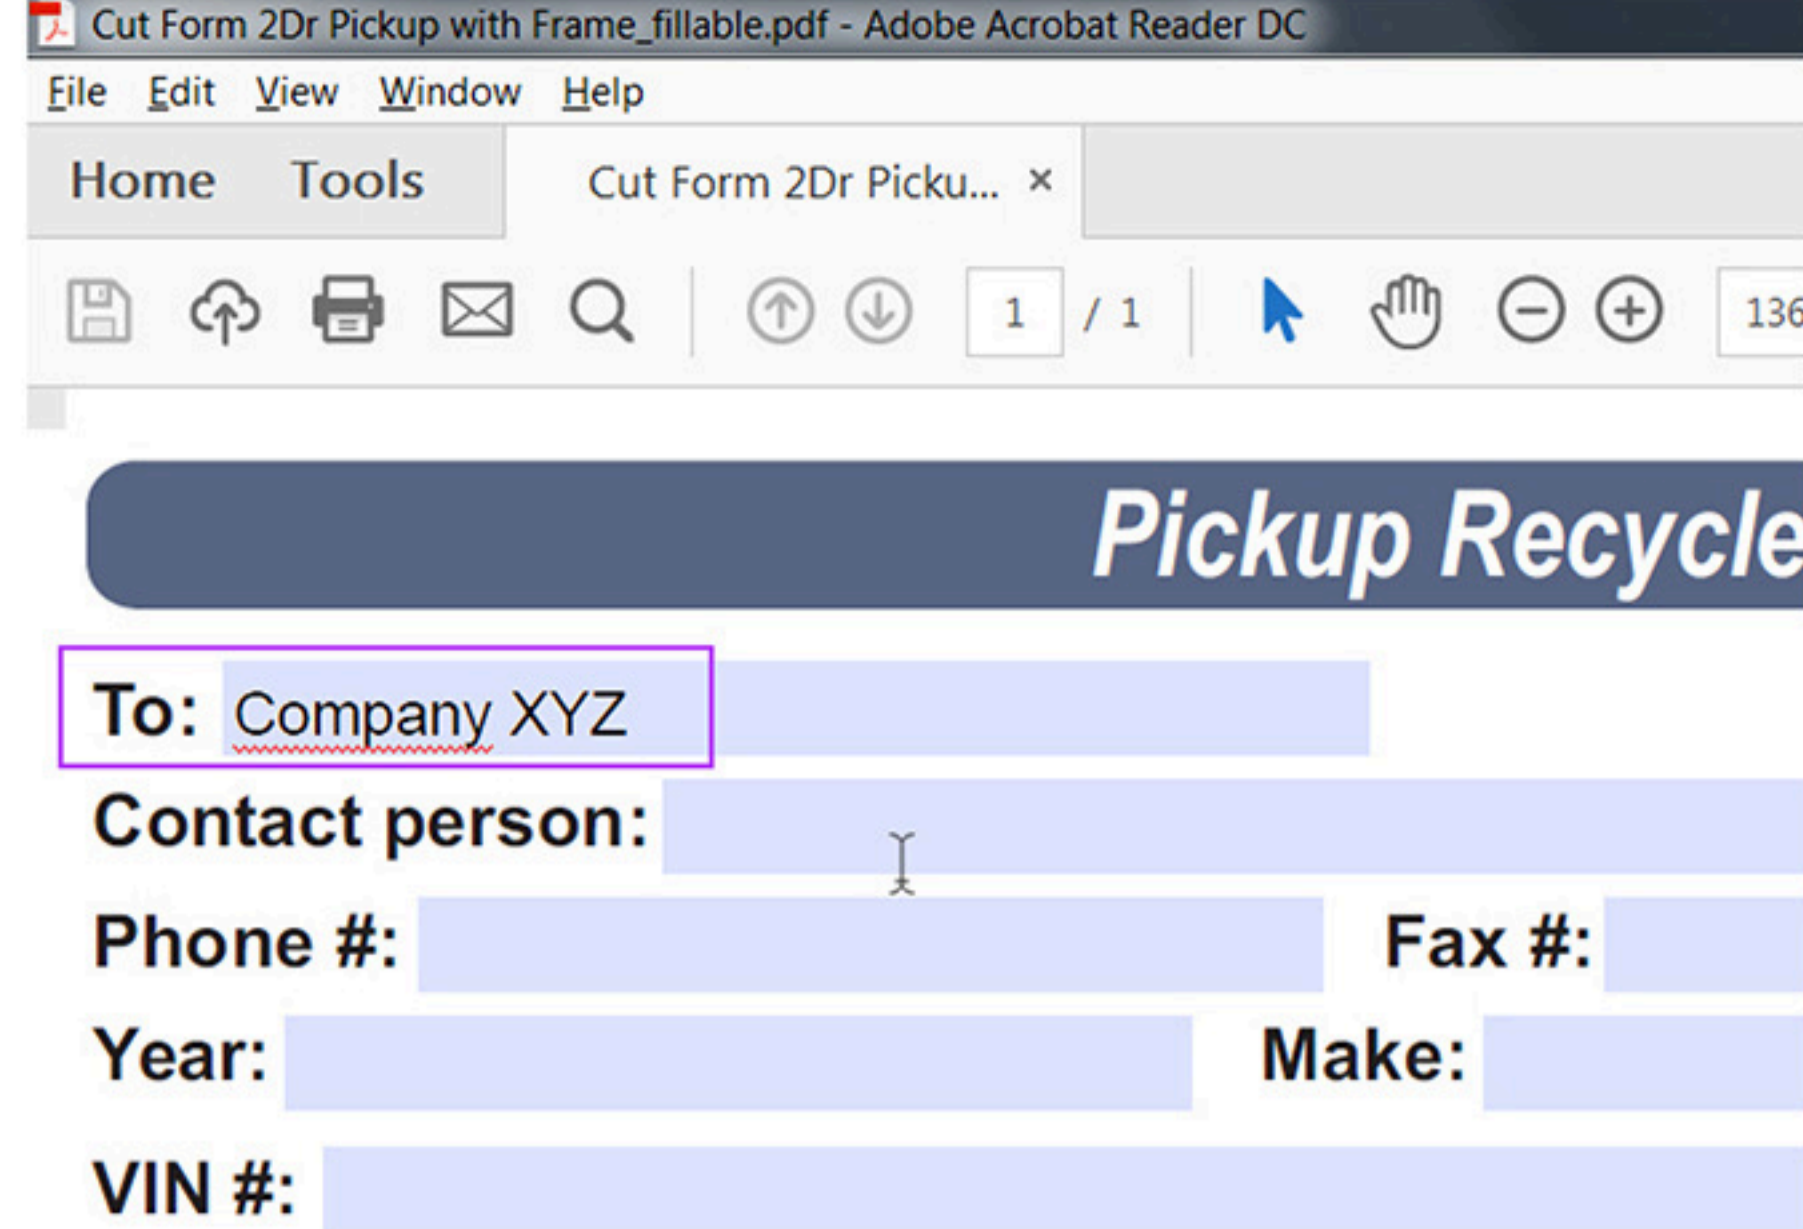 Cut Form 2Dr Pickup with Frame_fillable.pdf - Adobe Acrobat Reader DC
File Edit View Window Help
Home Tools Cut Form 2Dr Picku... ×
1 / 1 136
Pickup Recycle
To: Company XYZ
Contact person:
Phone #: Fax #:
Year: Make:
VIN #: